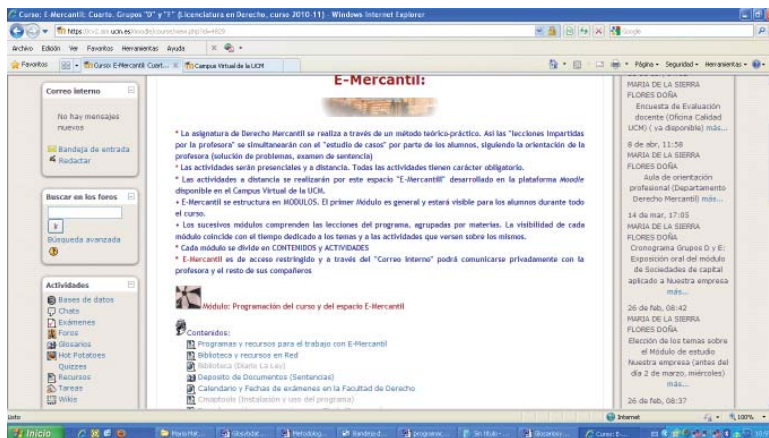 Curso: E-Mercantil: Cuarto. Grupos "D" y "F" (Licenciatura en Derecho, curso 2010-11) - Windows Internet Explorer
Google
Archivo Edición Ver Favoritos Herramientas Ayuda
Favoritos
Curso: E-Mercantil: Cuart...
Campus Virtual de la UCM
Página
Seguridad
Herramientas
Correo interno
No hay mensajes
nuevos
Bandeja de entrada
Redactar
Buscar en los foros
Ir
Búsqueda avanzada
Actividades
Bases de datos
Chats
Exámenes
Foros
Glosarios
Hot Potatoes
Quizzes
Recursos
Tareas
Wikis
E-Mercantil:
* La asignatura de Derecho Mercantil se realiza a través de un método teórico-práctico. Así las "lecciones impartidas
por la profesora" se simultanearán con el "estudio de casos" por parte de los alumnos, siguiendo la orientación de la
profesora (solución de problemas, examen de sentencia)
* Las actividades serán presenciales y a distancia. Todas las actividades tienen carácter obligatorio.
* Las actividades a distancia se realizarán por este espacio "E-Mercantill" desarrollado en la plataforma Moodle
disponible en el Campus Virtual de la UCM.
* E-Mercantil se estructura en MODULOS. El primer Módulo es general y estará visible para los alumnos durante todo
el curso.
* Los sucesivos módulos comprenden las lecciones del programa, agrupadas por materias. La visibilidad de cada
módulo coincide con el tiempo dedicado a los temas y a las actividades que versen sobre los mismos.
* Cada módulo se divide en CONTENIDOS y ACTIVIDADES
* E-Mercantil es de acceso restringido y a través del "Correo Interno" podrá comunicarse privadamente con la
profesora y el resto de sus compañeros
Módulo: Programación del curso y del espacio E-Mercantil
Contenidos:
Programas y recursos para el trabajo con E-Mercantil
Biblioteca y recursos en Red
Biblioteca (Diario La Ley)
Deposito de Documentos (Sentencias)
Calendario y Fechas de exámenes en la Facultad de Derecho
Cmaptools (Instalación y uso del programa)
MARIA DE LA SIERRA
FLORES DOÑA
Encuesta de Evaluación
docente (Oficina Calidad
UCM) ( ya disponible) más...
8 de abr, 11:58
MARIA DE LA SIERRA
FLORES DOÑA
Aula de orientación
profesional (Departamento
Derecho Mercantil) más...
14 de mar, 17:05
MARIA DE LA SIERRA
FLORES DOÑA
Cronograma Grupos D y E:
Exposición oral del módulo
de Sociedades de capital
aplicado a Nuestra empresa
más...
26 de feb, 08:42
MARIA DE LA SIERRA
FLORES DOÑA
Elección de los temas sobre
el Módulo de estudio
Nuestra empresa (antes del
día 2 de marzo, miércoles)
más...
26 de feb, 08:37
Listo
Internet
100%
Inicio